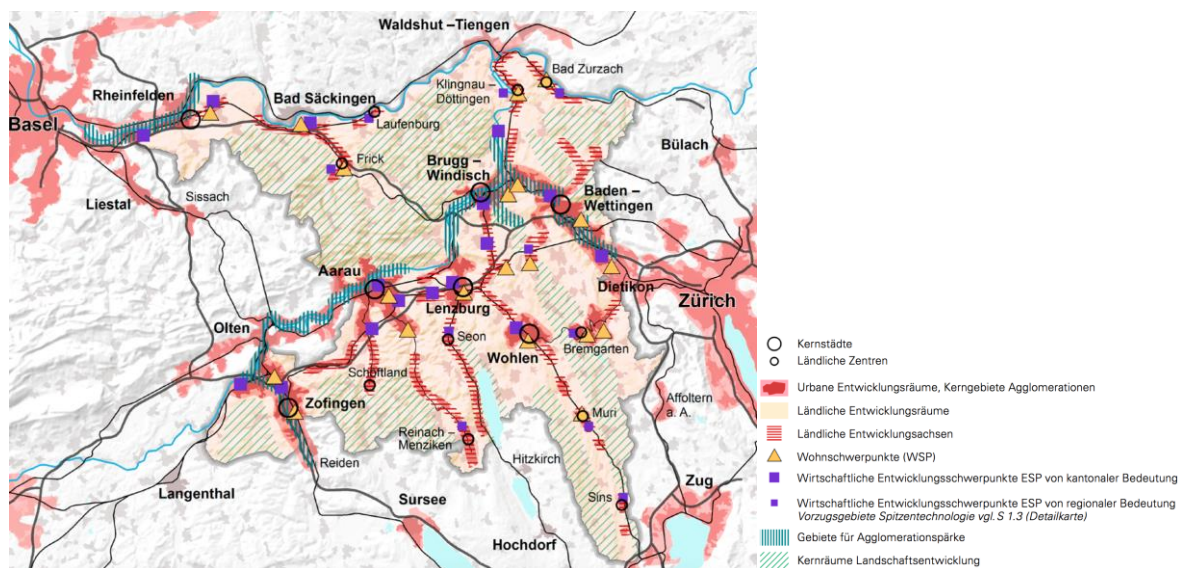 Waldshut –Tiengen
Bad Zurzach
Klingnau –
Döttingen
Rheinfelden
Bad Säckingen
Basel
Laufenburg
Bülach
Frick
Brugg –
Windisch
Baden –
Wettingen
Sissach
Liestal
Aarau
Dietikon
Zürich
Lenzburg
Olten
Seon
Wohlen
Bremgarten
Schöftland
Zofingen
Muri
Affoltern
a. A.
Reinach –
Menziken
Hitzkirch
Reiden
Langenthal
Sursee
Sins
Zug
Hochdorf
Kernstädte
Ländliche Zentren
Urbane Entwicklungsräume, Kerngebiete Agglomerationen
Ländliche Entwicklungsräume
Ländliche Entwicklungsachsen
Wohnschwerpunkte (WSP)
Wirtschaftliche Entwicklungsschwerpunkte ESP von kantonaler Bedeutung
Wirtschaftliche Entwicklungsschwerpunkte ESP von regionaler Bedeutung
Vorzugsgebiete Spitzentechnologie vgl. S 1.3 (Detailkarte)
Gebiete für Agglomerationspärke
Kernräume Landschaftsentwicklung